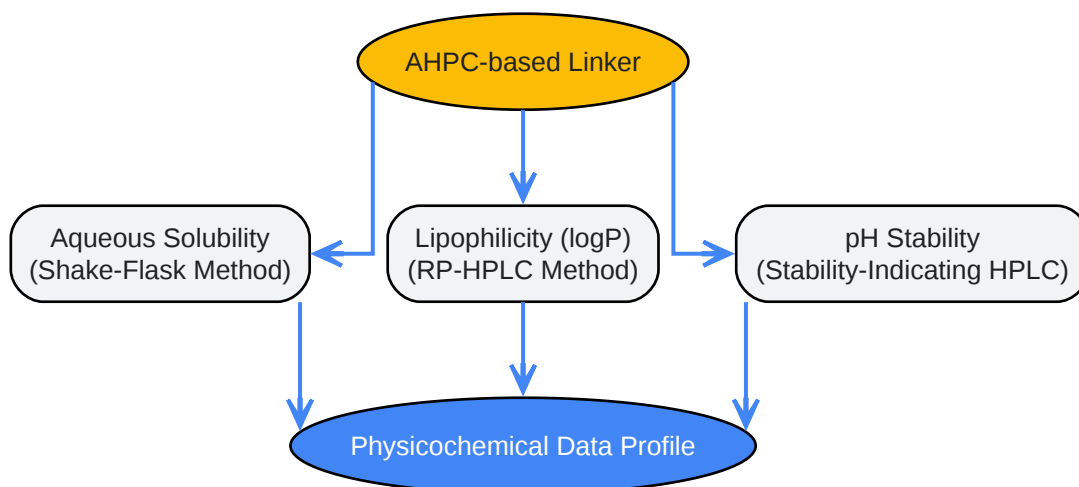 AHPC-based Linker
Aqueous Solubility
(Shake-Flask Method)
Lipophilicity (logP)
(RP-HPLC Method)
pH Stability
(Stability-Indicating HPLC)
Physicochemical Data Profile